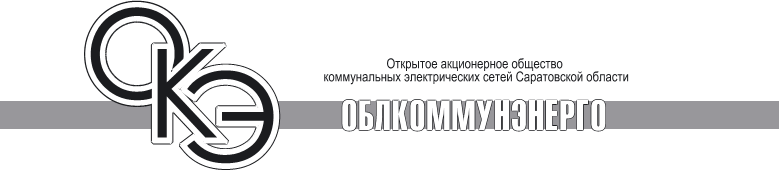 ОКЭ
Открытое акционерное общество
коммунальных электрических сетей Саратовской области
ОБЛКОММУНЭНЕРГО